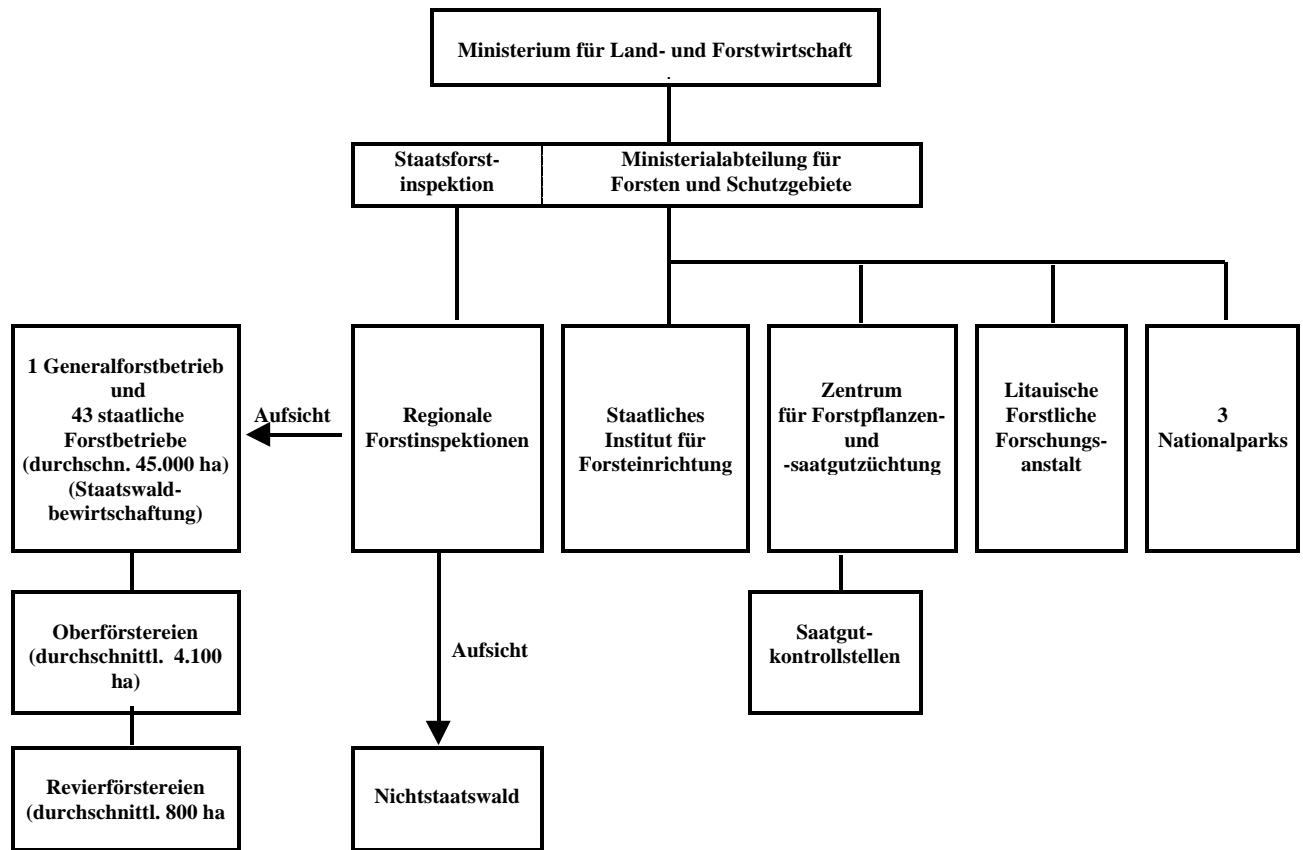 Ministerium für Land- und Forstwirtschaft
.
Staatsforst-
inspektion
Ministerialabteilung für
Forsten und Schutzgebiete
1 Generalforstbetrieb
und
43 staatliche
Forstbetriebe
(durchschn. 45.000 ha)
(Staatswald-
bewirtschaftung)
Aufsicht
Regionale
Forstinspektionen
Staatliches
Institut für
Forsteinrichtung
Zentrum
für Forstpflanzen-
und
-saatgutzüchtung
Litauische
Forstliche
Forschungs-
anstalt
3
Nationalparks
Oberförstereien
(durchschnittl. 4.100
ha)
Aufsicht
Saatgut-
kontrollstellen
Revierförstereien
(durchschnittl. 800 ha
Nichtstaatswald